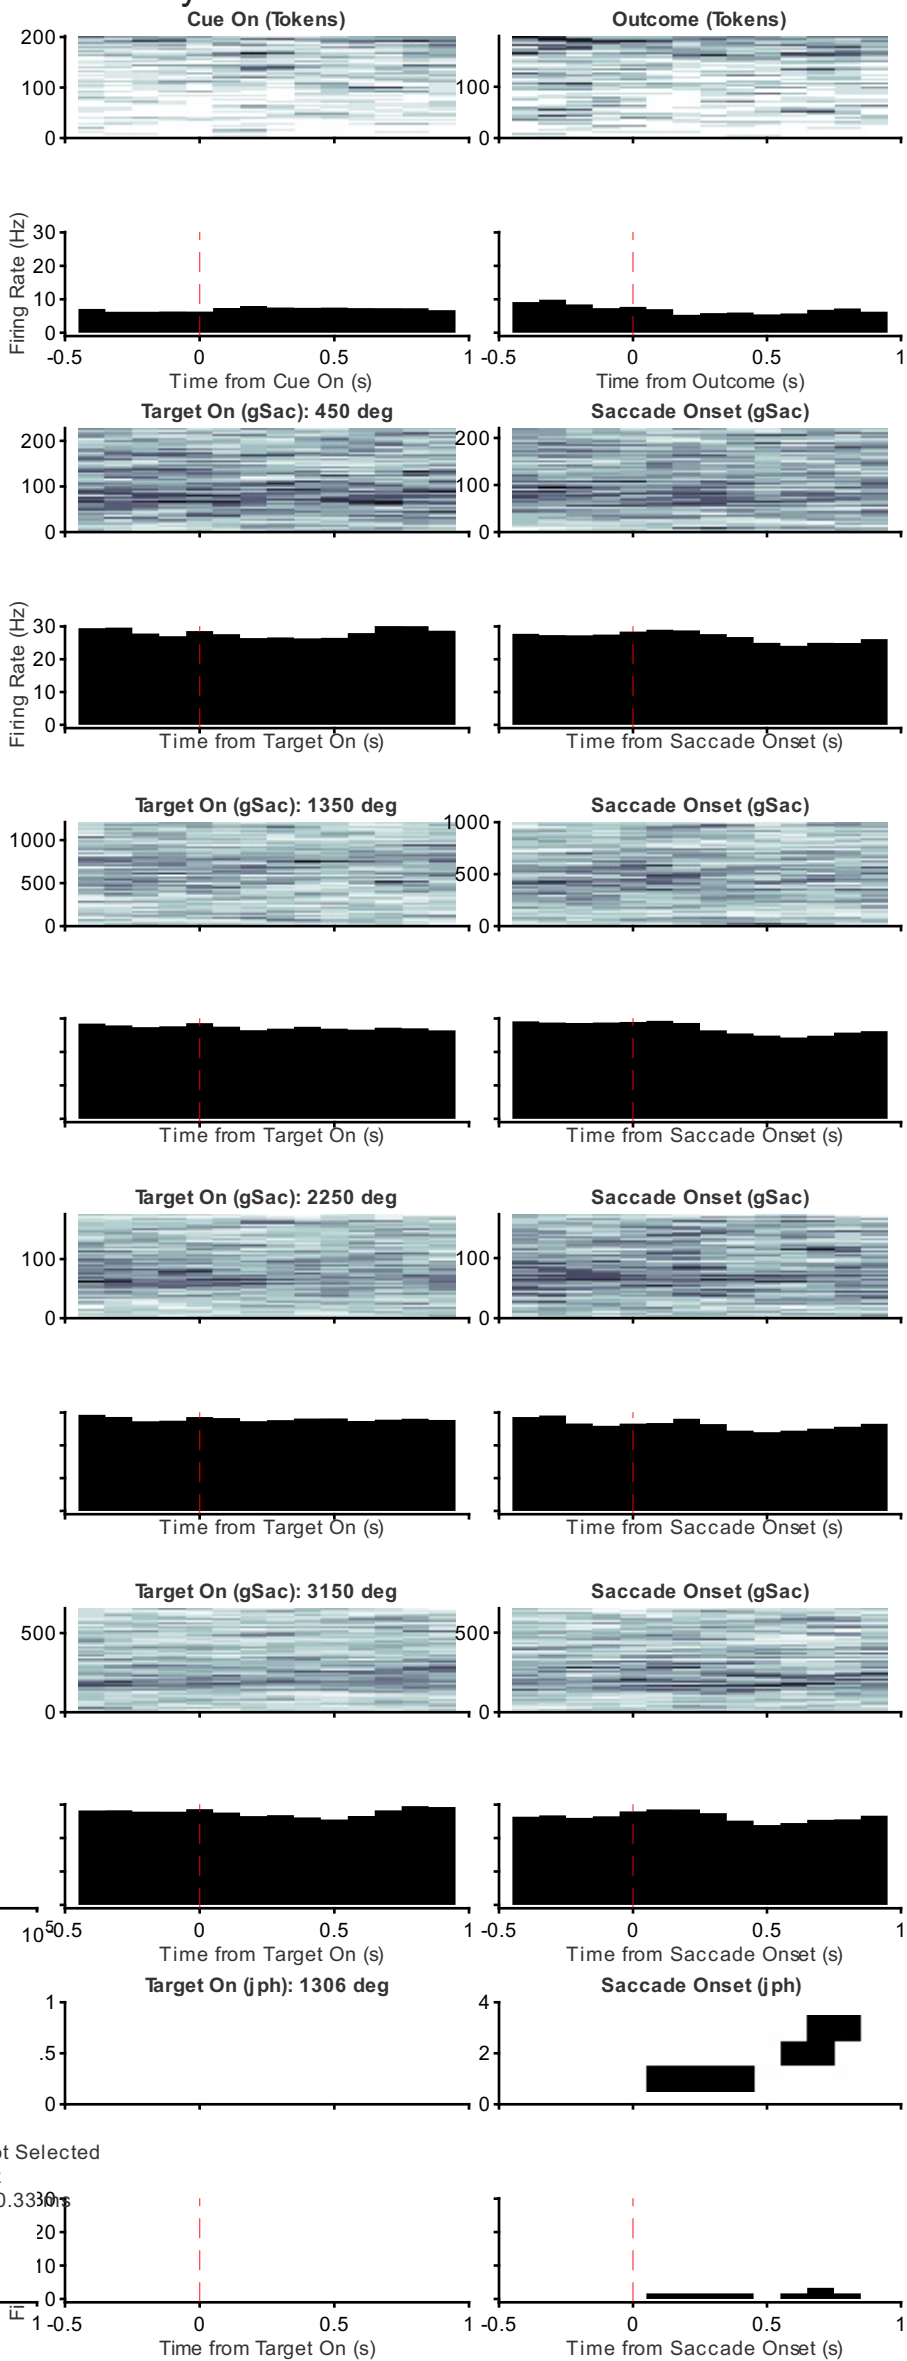 Cue On (Tokens)
200
100
0
Outcome (Tokens)
100
0
Firing Rate (Hz)
30
20
10
0
-0.5 0 0.5 1
Time from Cue On (s)
-0.5 0 0.5 1
Time from Outcome (s)
Target On (gSac): 450 deg
200
100
0
Saccade Onset (gSac)
200
100
0
Firing Rate (Hz)
30
20
10
0
Time from Target On (s)
Time from Saccade Onset (s)
Target On (gSac): 1350 deg
1000
500
0
Saccade Onset (gSac)
1000
500
0
Time from Target On (s)
Time from Saccade Onset (s)
Target On (gSac): 2250 deg
100
0
Saccade Onset (gSac)
100
0
Time from Target On (s)
Time from Saccade Onset (s)
Target On (gSac): 3150 deg
500
0
Saccade Onset (gSac)
500
0
10⁵
-0.5 0 0.5 1
Time from Target On (s)
-0.5 0 0.5 1
Time from Saccade Onset (s)
Target On (jph): 1306 deg
1
.5
0
Saccade Onset (jph)
4
2
0
Selected
0.33 ms
30
20
10
0
Fi
1
-0.5 0 0.5 1
Time from Target On (s)
-0.5 0 0.5 1
Time from Saccade Onset (s)